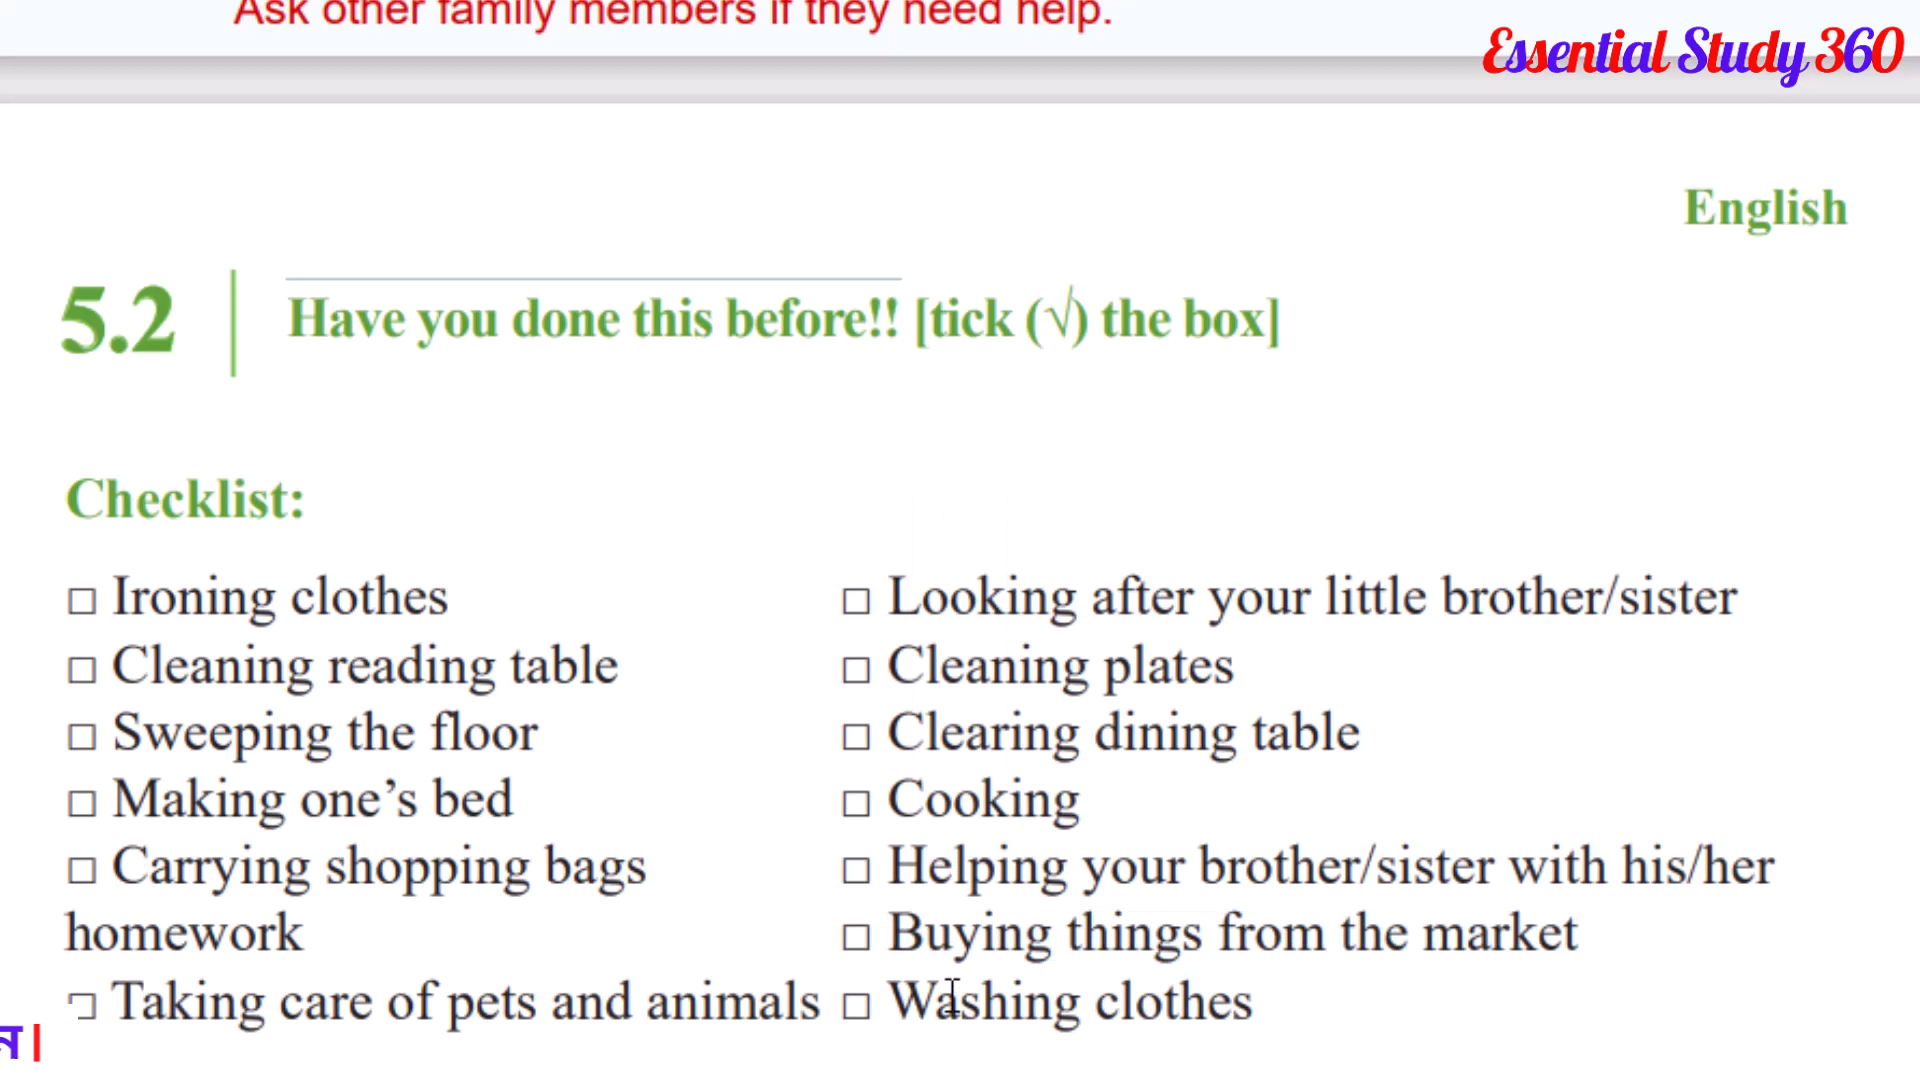 Ask other family members if they need help.
Essential Study 360
English
5.2 Have you done this before!! [tick (√) the box]
Checklist:
□ Ironing clothes □ Looking after your little brother/sister
□ Cleaning reading table □ Cleaning plates
□ Sweeping the floor □ Clearing dining table
□ Making one’s bed □ Cooking
□ Carrying shopping bags □ Helping your brother/sister with his/her
homework □ Buying things from the market
□ Taking care of pets and animals □ Washing clothes